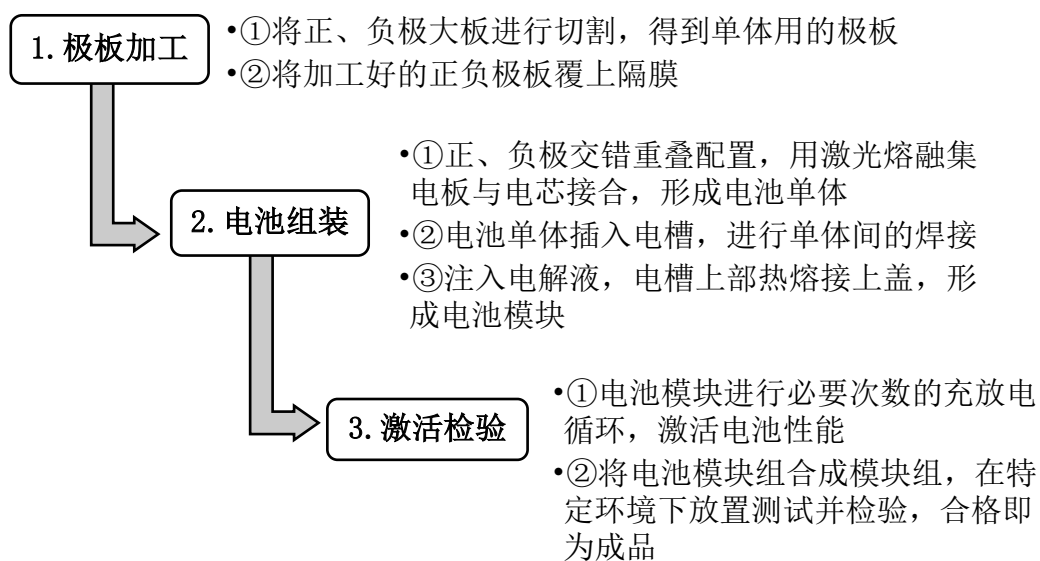 1.极板加工
•①将正、负极大板进行切割，得到单体用的极板
•②将加工好的正负极板覆上隔膜
2.电池组装
•①正、负极交错重叠配置，用激光熔融集
电板与电芯接合，形成电池单体
•②电池单体插入电槽，进行单体间的焊接
•③注入电解液，电槽上部热熔接上盖，形
成电池模块
3.激活检验
•①电池模块进行必要次数的充放电
循环，激活电池性能
•②将电池模块组合成模块组，在特
定环境下放置测试并检验，合格即
为成品